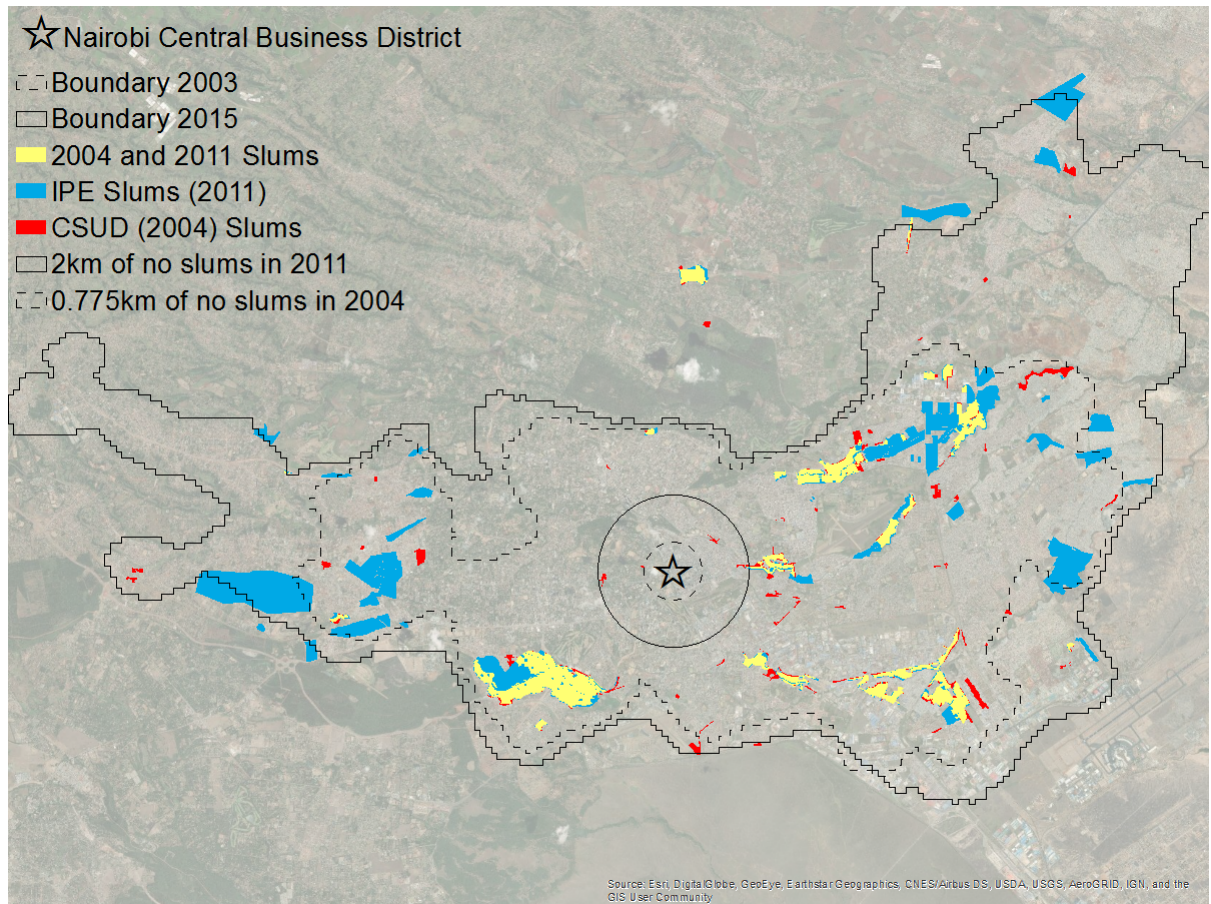 Nairobi Central Business District
Boundary 2003
Boundary 2015
2004 and 2011 Slums
IPE Slums (2011)
CSUD (2004) Slums
2km of no slums in 2011
0.775km of no slums in 2004
Source: Esri, DigitalGlobe, GeoEye, Earthstar Geographics, CNES/Airbus DS, USDA, USGS, AeroGRID, IGN, and the
GIS User Community